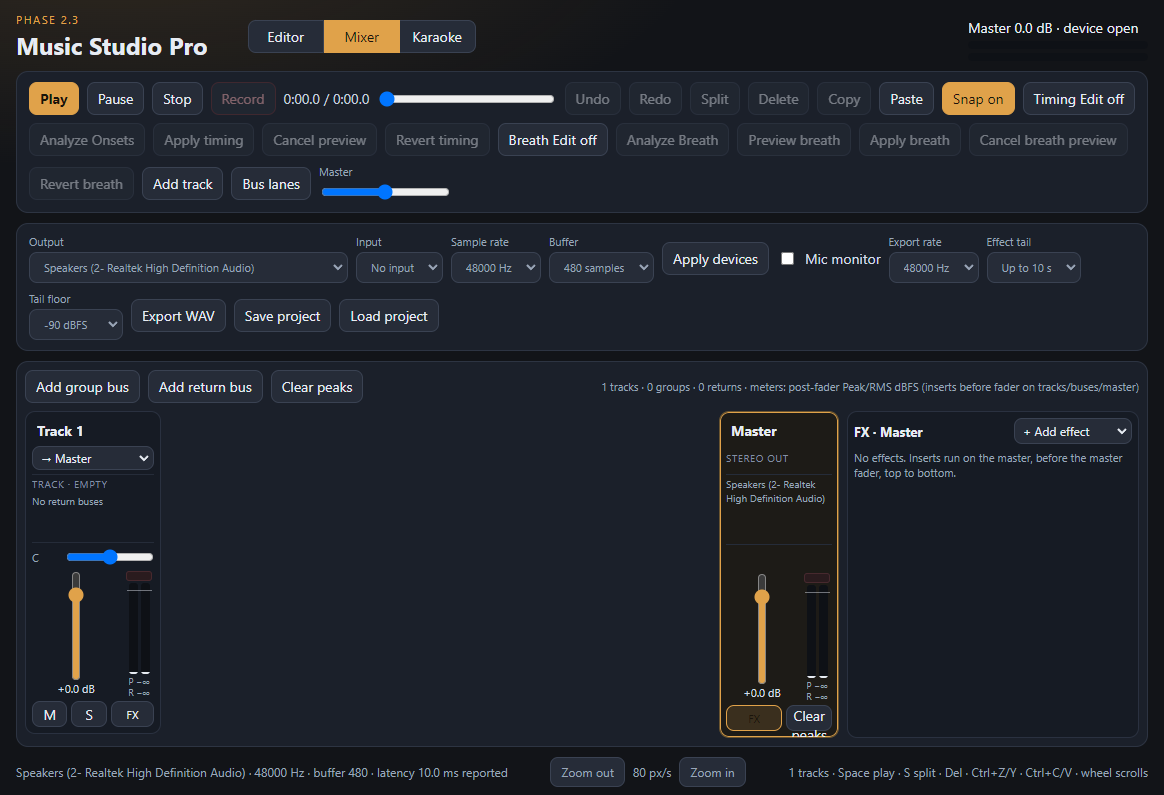 PHASE 2.3
Music Studio Pro
Editor Mixer Karaoke
Master 0.0 dB · device open
Play Pause Stop Record 0:00.0 / 0:00.0 Undo Redo Split Delete Copy Paste Snap on Timing Edit off
Analyze Onsets Apply timing Cancel preview Revert timing Breath Edit off Analyze Breath Preview breath Apply breath Cancel breath preview
Revert breath Add track Bus lanes Master
Output Input Sample rate Buffer Export rate Effect tail
Speakers (2- Realtek High Definition Audio) No input 48000 Hz 480 samples Apply devices Mic monitor 48000 Hz Up to 10 s
Tail floor
-90 dBFS Export WAV Save project Load project
Add group bus Add return bus Clear peaks 1 tracks · 0 groups · 0 returns · meters: post-fader Peak/RMS dBFS (inserts before fader on tracks/buses/master)
Track 1
→ Master
TRACK · EMPTY
No return buses
C
P -∞
R -∞
+0.0 dB
M S FX
Master
STEREO OUT
Speakers (2- Realtek
High Definition Audio)
P -∞
R -∞
+0.0 dB
FX Clear
peaks
FX · Master + Add effect
No effects. Inserts run on the master, before the master
fader, top to bottom.
Speakers (2- Realtek High Definition Audio) · 48000 Hz · buffer 480 · latency 10.0 ms reported Zoom out 80 px/s Zoom in 1 tracks · Space play · S split · Del · Ctrl+Z/Y · Ctrl+C/V · wheel scrolls